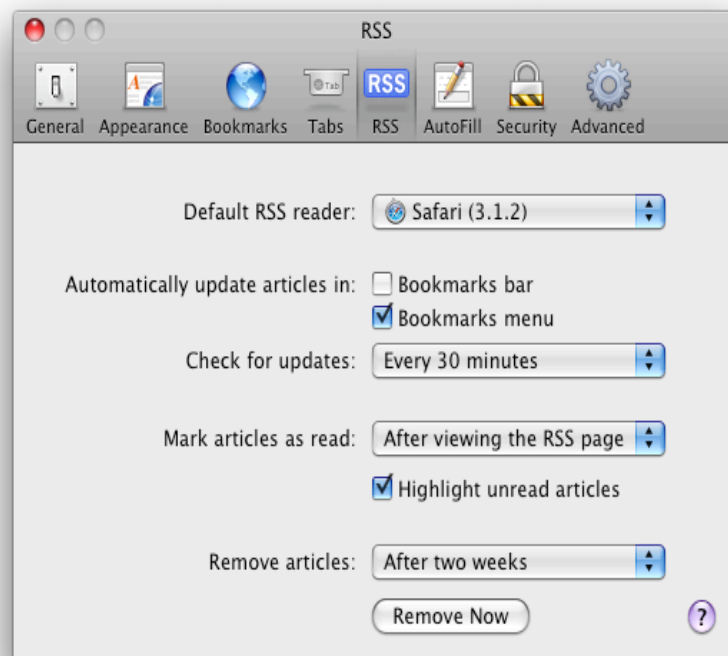 RSS
A
Tab
RSS
General Appearance Bookmarks Tabs RSS AutoFill Security Advanced
Default RSS reader: Safari (3.1.2)
Automatically update articles in: Bookmarks bar
Bookmarks menu
Check for updates: Every 30 minutes
Mark articles as read: After viewing the RSS page
Highlight unread articles
Remove articles: After two weeks
Remove Now ?